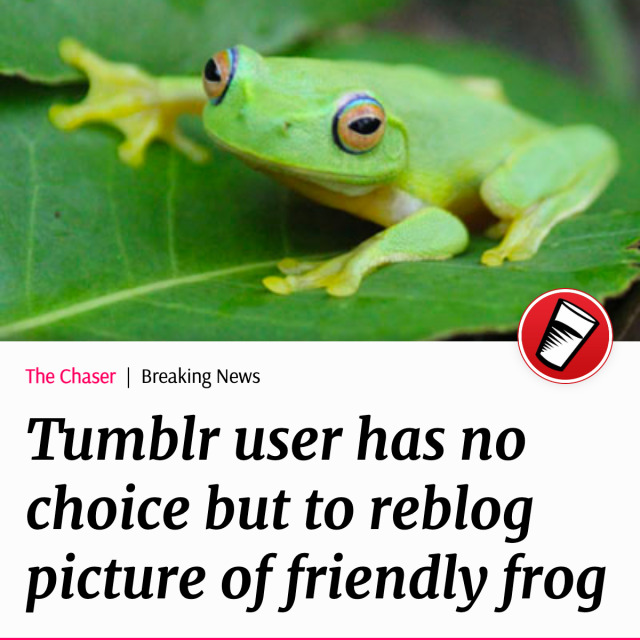 The Chaser | Breaking News
Tumblr user has no
choice but to reblog
picture of friendly frog